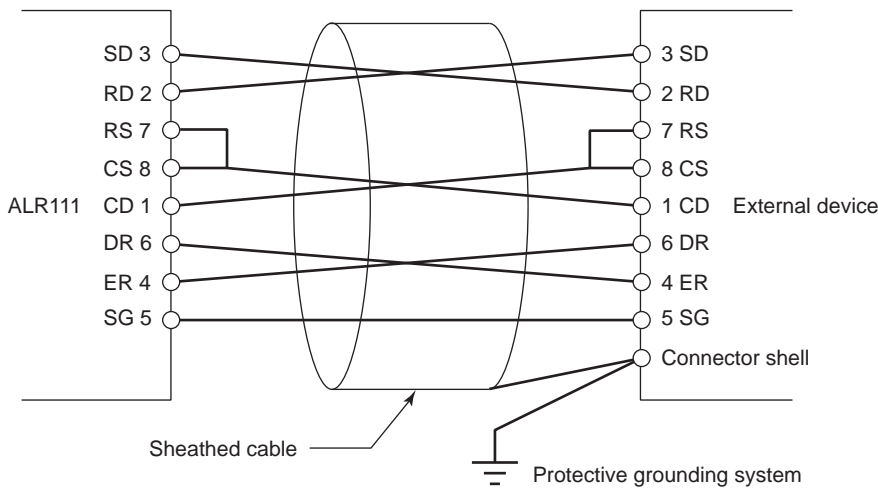 SD 3
3 SD
RD 2
2 RD
RS 7
7 RS
CS 8
8 CS
ALR111
CD 1
1 CD
External device
DR 6
6 DR
ER 4
4 ER
SG 5
5 SG
Connector shell
Sheathed cable
Protective grounding system